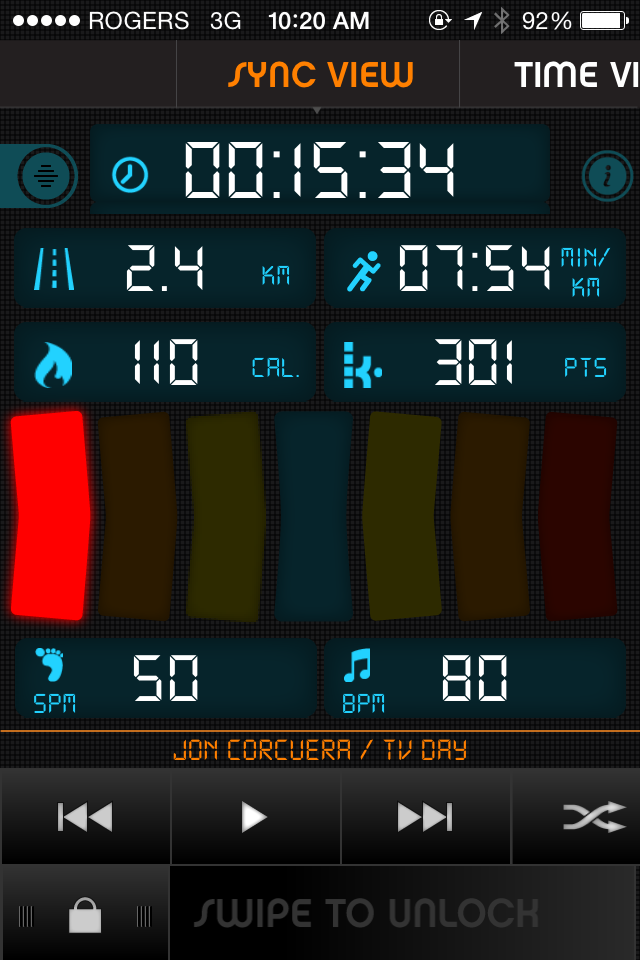 ROGERS 3G 10:20 AM 92%
SYNC VIEW TIME VI
00:15:34 i
2.4 KM 07:54 MIN/KM
110 CAL. k 301 PTS
SPM 50 BPM 80
JON CORCUERA / TV DAY
SWIPE TO UNLOCK